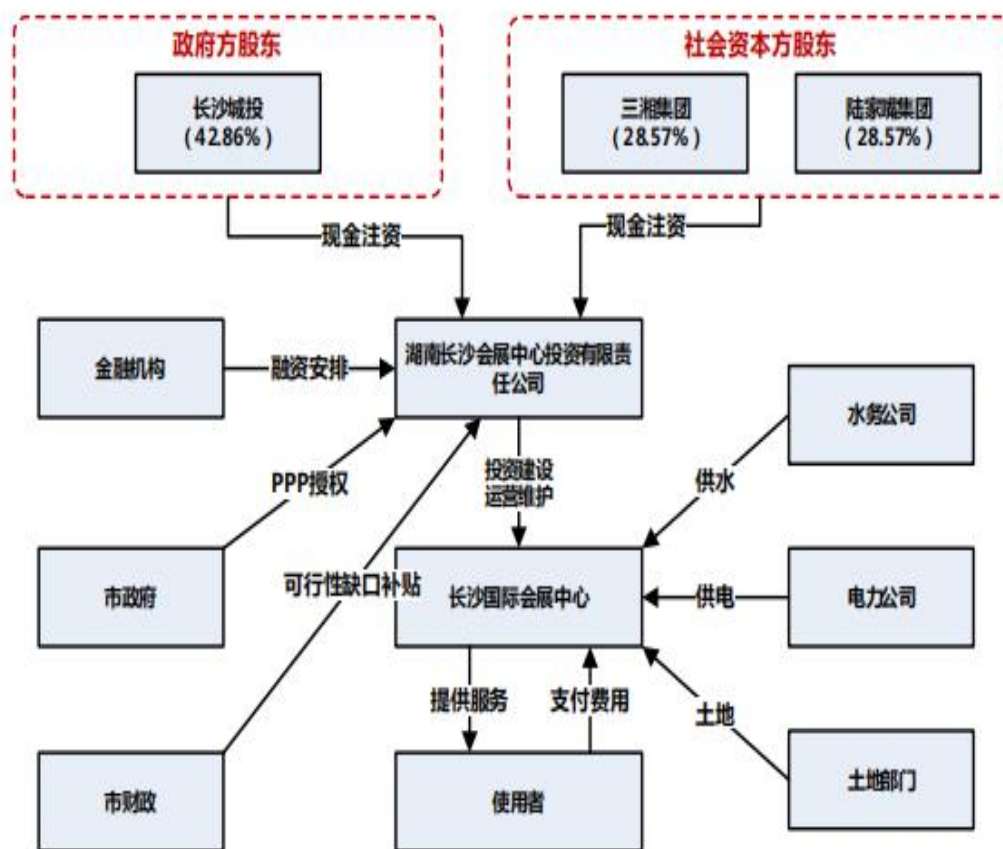 政府方股东
社会资本方股东
长沙城投
(42.86%)
三湘集团
(28.57%)
陆家嘴集团
(28.57%)
现金注资
现金注资
金融机构
融资安排
湖南长沙会展中心投资有限责
任公司
水务公司
PPP授权
投资建设
运营维护
供水
市政府
可行性缺口补贴
长沙国际会展中心
供电
电力公司
提供服务
支付费用
土地
市财政
使用者
土地部门